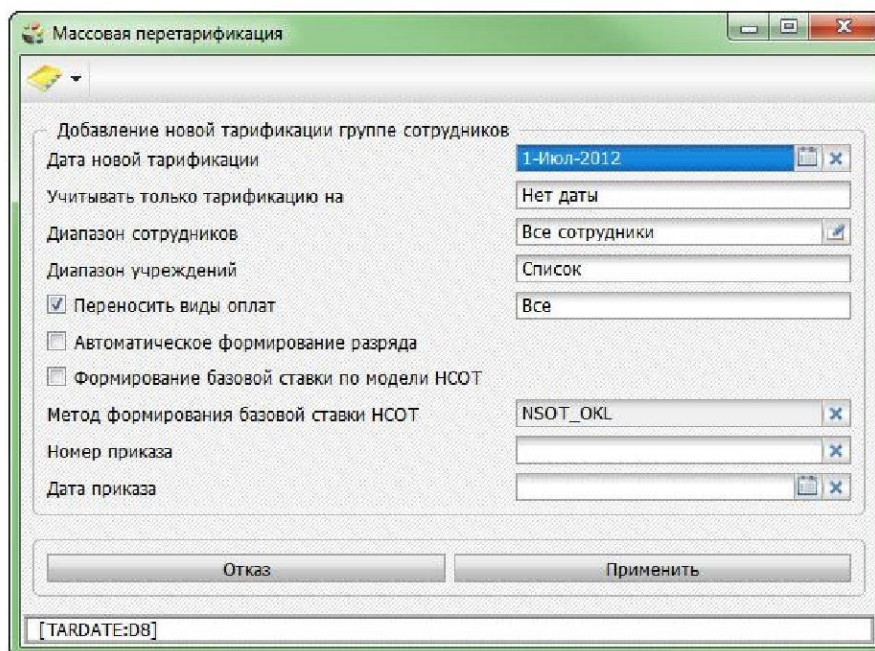 Массовая перетарификация
Добавление новой тарификации группе сотрудников
Дата новой тарификации 1-Июл-2012
Учитывать только тарификацию на Нет даты
Диапазон сотрудников Все сотрудники
Диапазон учреждений Список
Переносить виды оплат Все
Автоматическое формирование разряда
Формирование базовой ставки по модели НСОТ
Метод формирования базовой ставки НСОТ NSOT_OKL
Номер приказа
Дата приказа
Отказ Применить
[TARDATE:D8]